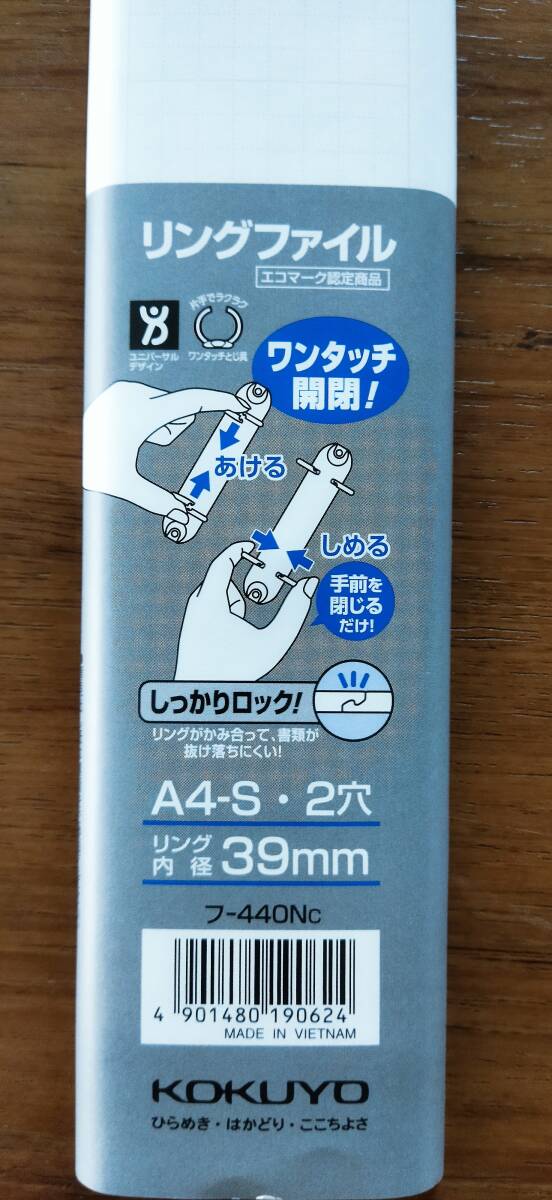 リングファイル
エコマーク認定商品
ユニバーサル
デザイン
片手でラクラク
ワンタッチとじ具
ワンタッチ
開閉!
あける
しめる
手前を
閉じる
だけ!
しっかりロック!
リングがかみ合って、書類が
抜け落ちにくい!
A4-S・2穴
リング
内径 39mm
フ-440NC
4 901480 190624
MADE IN VIETNAM
KOKUYO
ひらめき・はかどり・ここちよさ